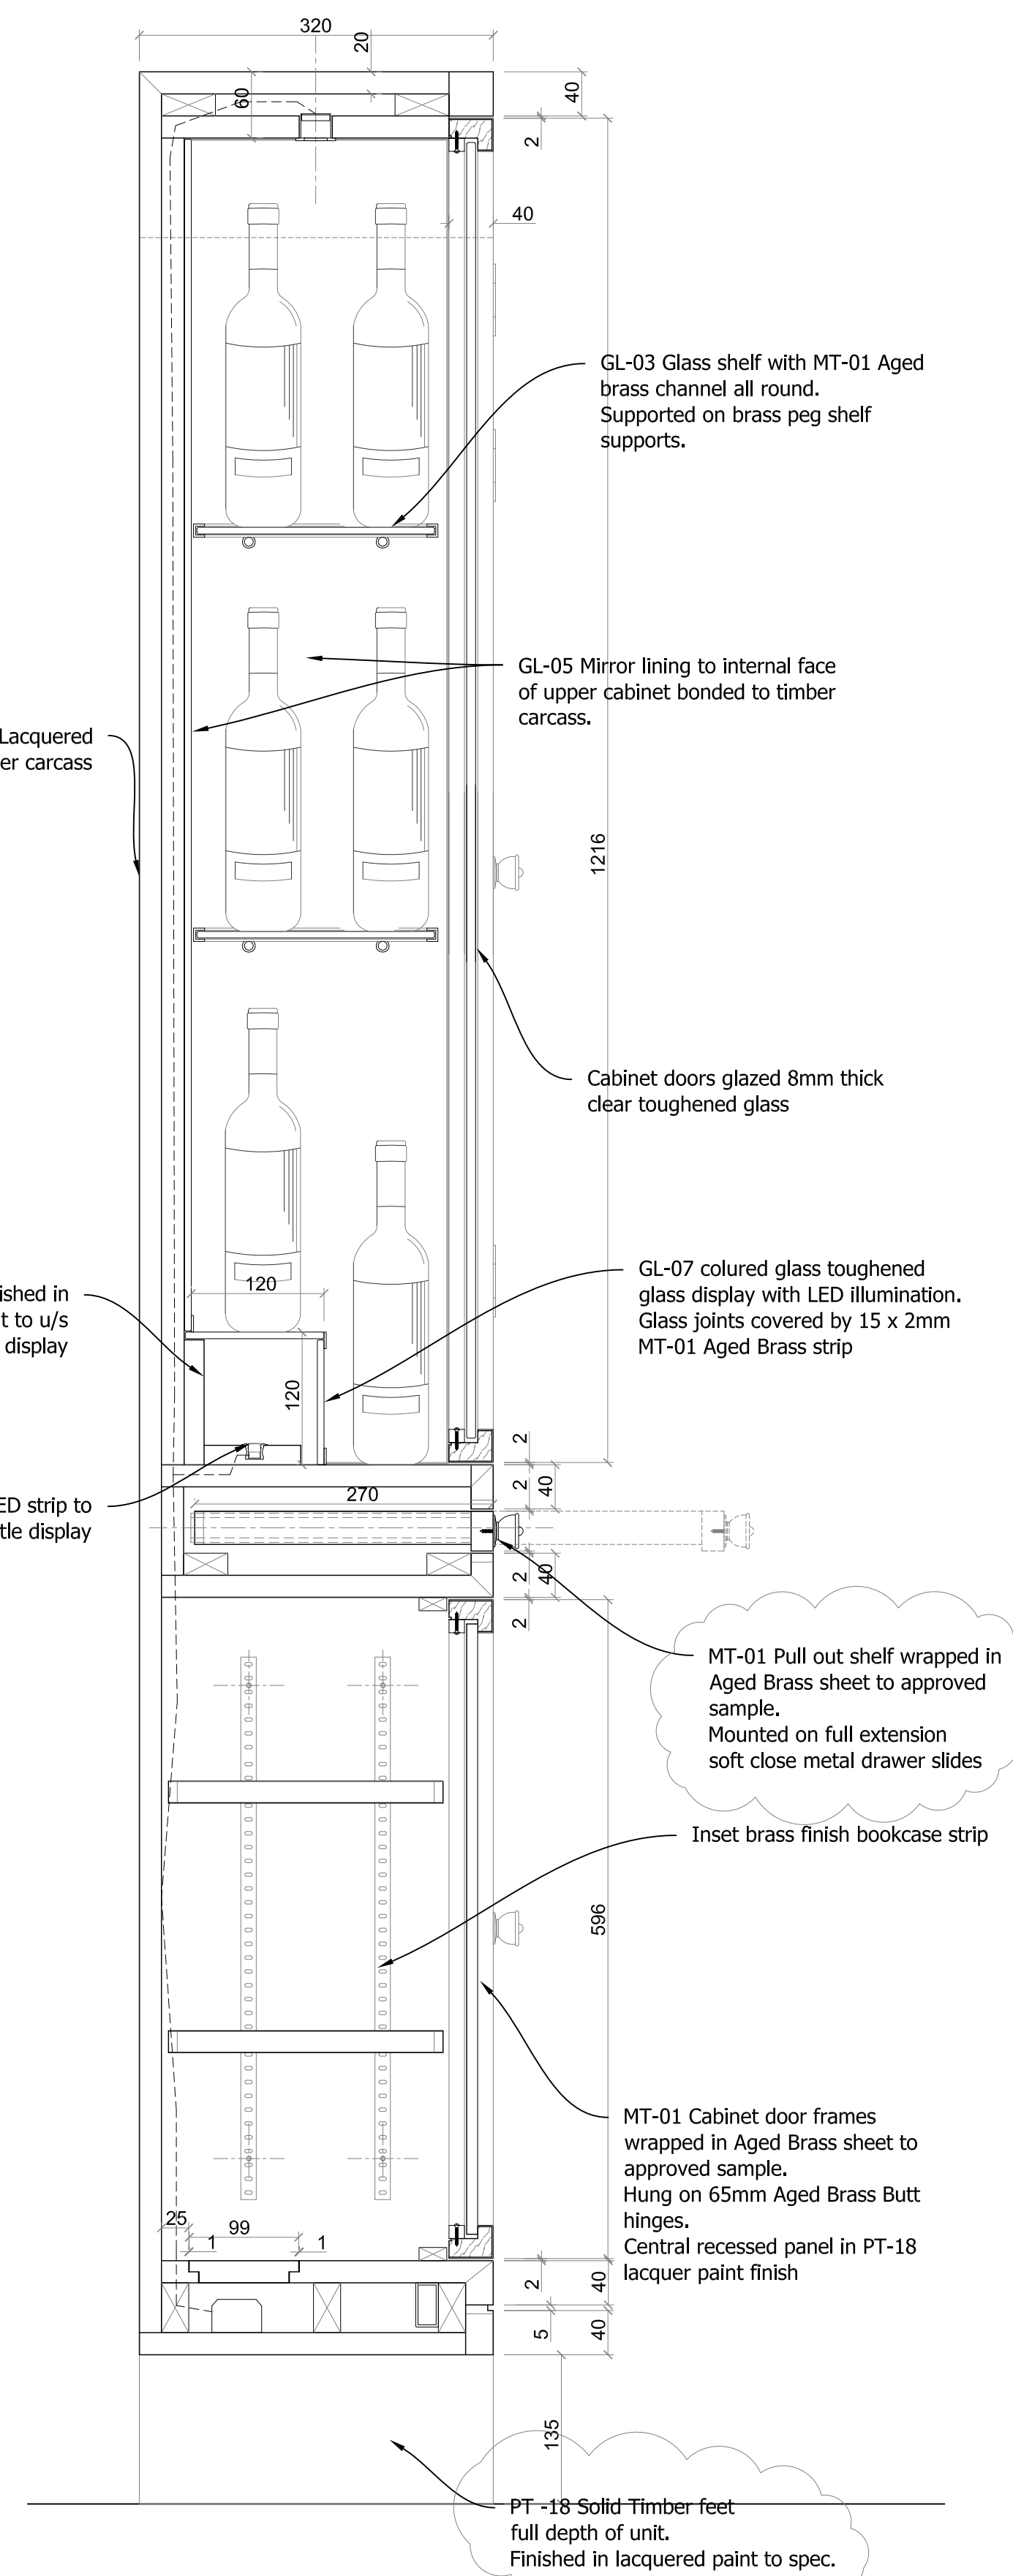 320
20
60
40
2
40
GL-03 Glass shelf with MT-01 Aged
brass channel all round.
Supported on brass peg shelf
supports.
GL-05 Mirror lining to internal face
of upper cabinet bonded to timber
carcass.
Lacquered
er carcass
1216
Cabinet doors glazed 8mm thick
clear toughened glass
GL-07 colured glass toughened
glass display with LED illumination.
Glass joints covered by 15 x 2mm
MT-01 Aged Brass strip
ished in
t to u/s
display
120
120
2
2
40
270
ED strip to
tle display
2
40
2
MT-01 Pull out shelf wrapped in
Aged Brass sheet to approved
sample.
Mounted on full extension
soft close metal drawer slides
Inset brass finish bookcase strip
596
MT-01 Cabinet door frames
wrapped in Aged Brass sheet to
approved sample.
Hung on 65mm Aged Brass Butt
hinges.
Central recessed panel in PT-18
lacquer paint finish
25
99
1
1
2
40
5
40
135
PT -18 Solid Timber feet
full depth of unit.
Finished in lacquered paint to spec.